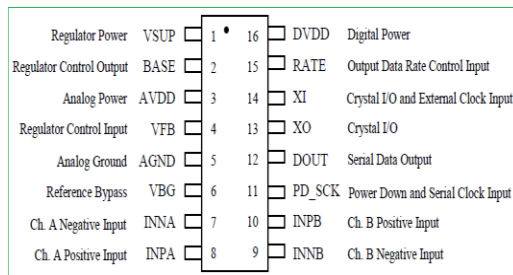 Regulator Power VSUP 1 16 DVDD Digital Power
Regulator Control Output BASE 2 15 RATE Output Data Rate Control Input
Analog Power AVDD 3 14 XI Crystal I/O and External Clock Input
Regulator Control Input VFB 4 13 XO Crystal I/O
Analog Ground AGND 5 12 DOUT Serial Data Output
Reference Bypass VBG 6 11 PD_SCK Power Down and Serial Clock Input
Ch. A Negative Input INNA 7 10 INPB Ch. B Positive Input
Ch. A Positive Input INPA 8 9 INNB Ch. B Negative Input